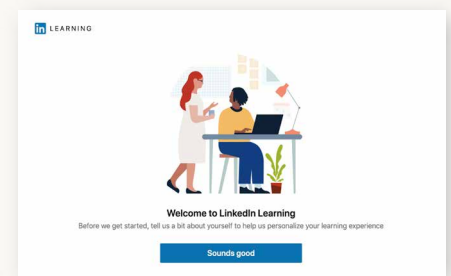 in LEARNING
Welcome to LinkedIn Learning
Before we get started, tell us a bit about yourself to help us personalize your learning experience
Sounds good